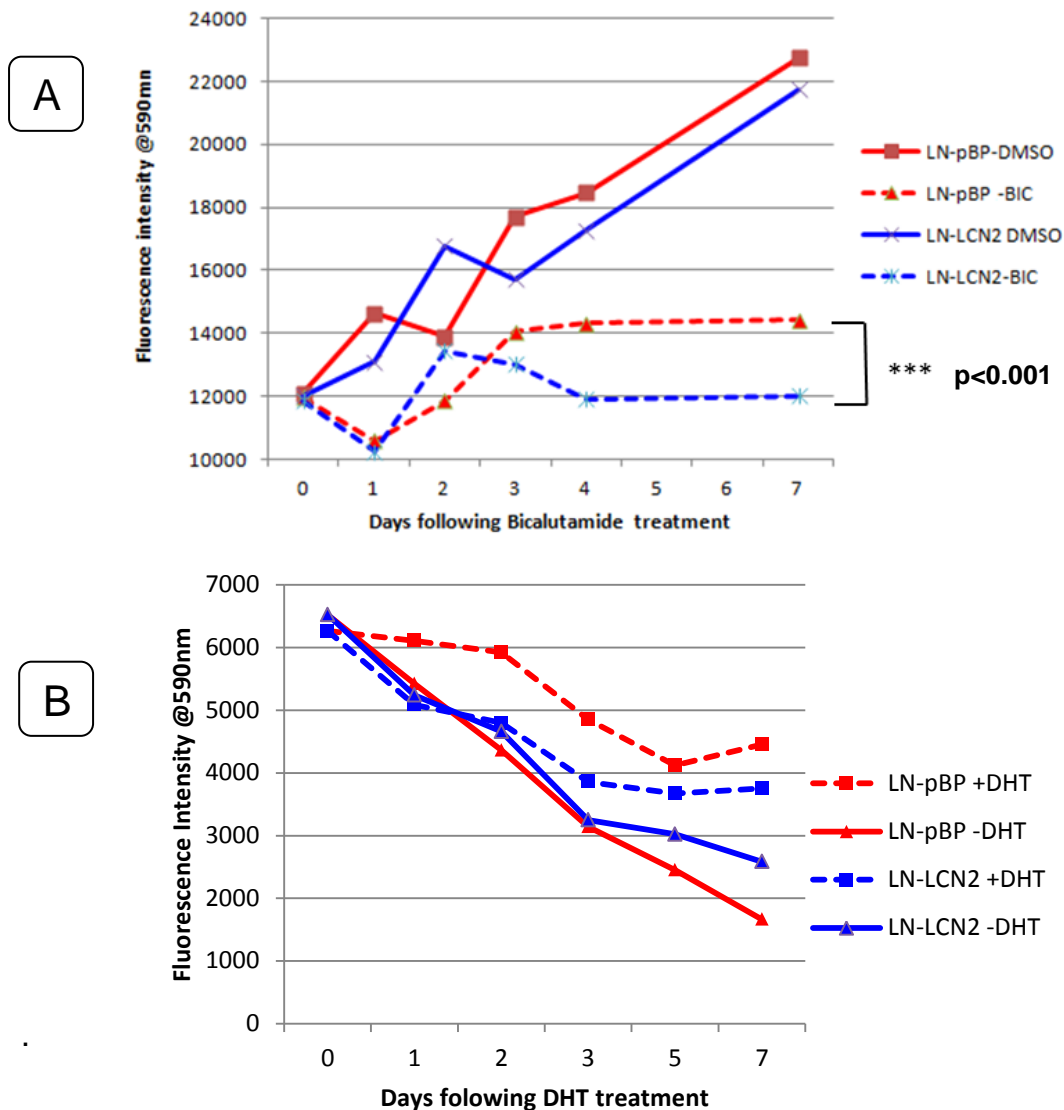 A
Fluorescence intensity @590mn
24000
22000
20000
18000
16000
14000
12000
10000
0 1 2 3 4 5 6 7
Days following Bicalutamide treatment
LN-pBP-DMSO
LN-pBP -BIC
LN-LCN2 DMSO
LN-LCN2-BIC
*** p<0.001
B
Fluorescence Intensity @590nm
7000
6000
5000
4000
3000
2000
1000
0
0 1 2 3 5 7
Days following DHT treatment
LN-pBP +DHT
LN-pBP -DHT
LN-LCN2 +DHT
LN-LCN2 -DHT
.